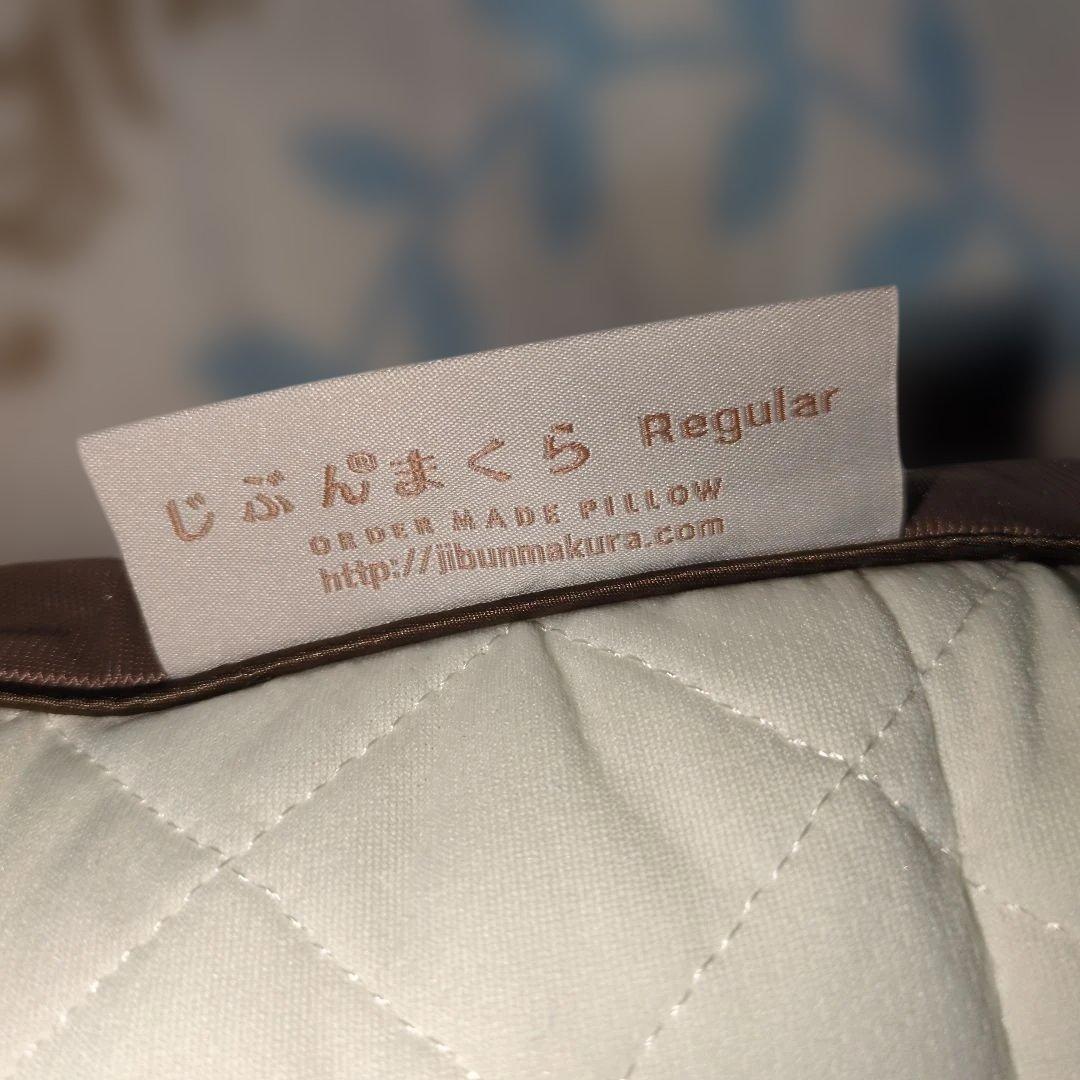 じぶん®まくら Regular
ORDER MADE PILLOW
http://jibunmakura.com